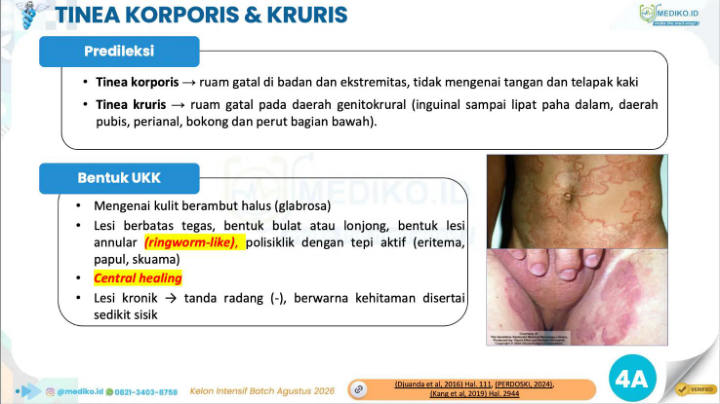 TINEA KORPORIS & KRURIS
MEDIKO.ID
Predileksi
• Tinea korporis → ruam gatal di badan dan ekstremitas, tidak mengenai tangan dan telapak kaki
• Tinea kruris → ruam gatal pada daerah genitokrural (inguinal sampai lipat paha dalam, daerah
pubis, perianal, bokong dan perut bagian bawah).
Bentuk UKK
MEDIKO.ID
• Mengenai kulit berambut halus (glabrosa)
• Lesi berbatas tegas, bentuk bulat atau lonjong, bentuk lesi
annular (ringworm-like), polisiklik dengan tepi aktif (eritema,
papul, skuama)
• Central healing
• Lesi kronik → tanda radang (-), berwarna kehitaman disertai
sedikit sisik
@mediko.id 0821-3403-8758 Kelon Intensif Batch Agustus 2026
(Djuanda et al, 2016) Hal. 111, (PERDOSKI, 2024),
(Kang et al, 2019) Hal. 2944
4A
VERIFIED